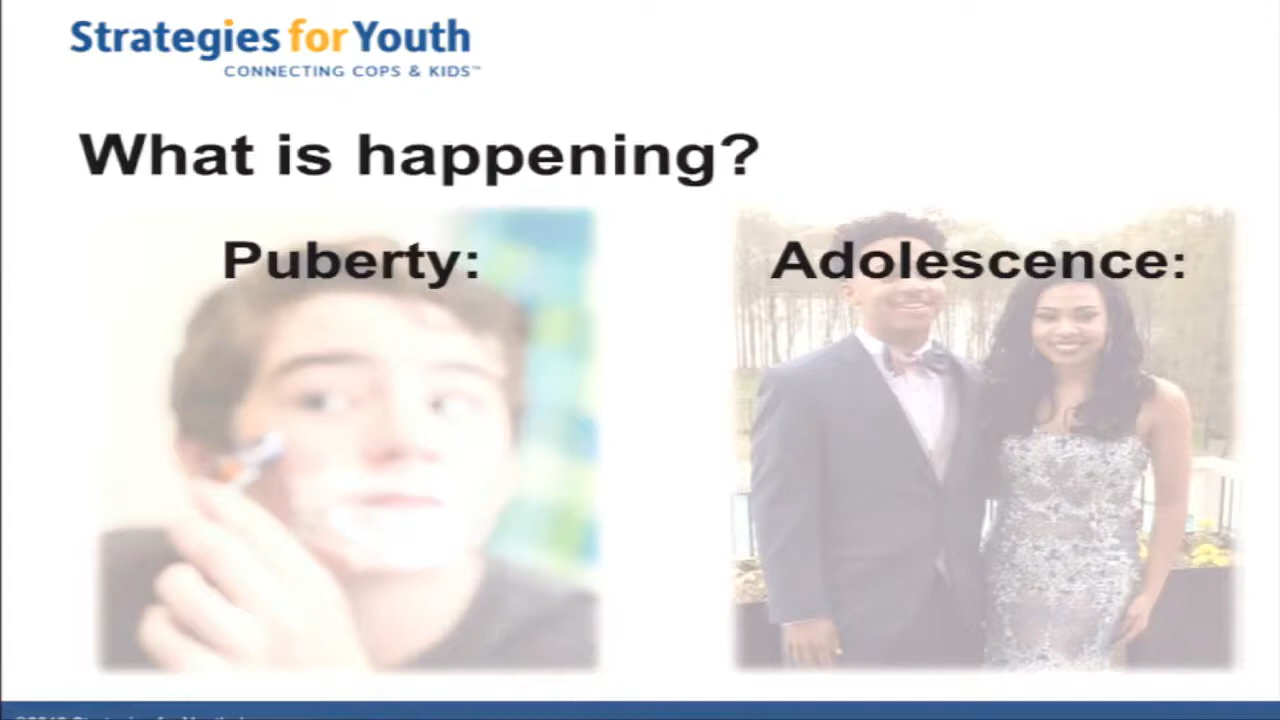 Strategies for Youth
CONNECTING COPS & KIDS™
What is happening?
Puberty:
Adolescence: